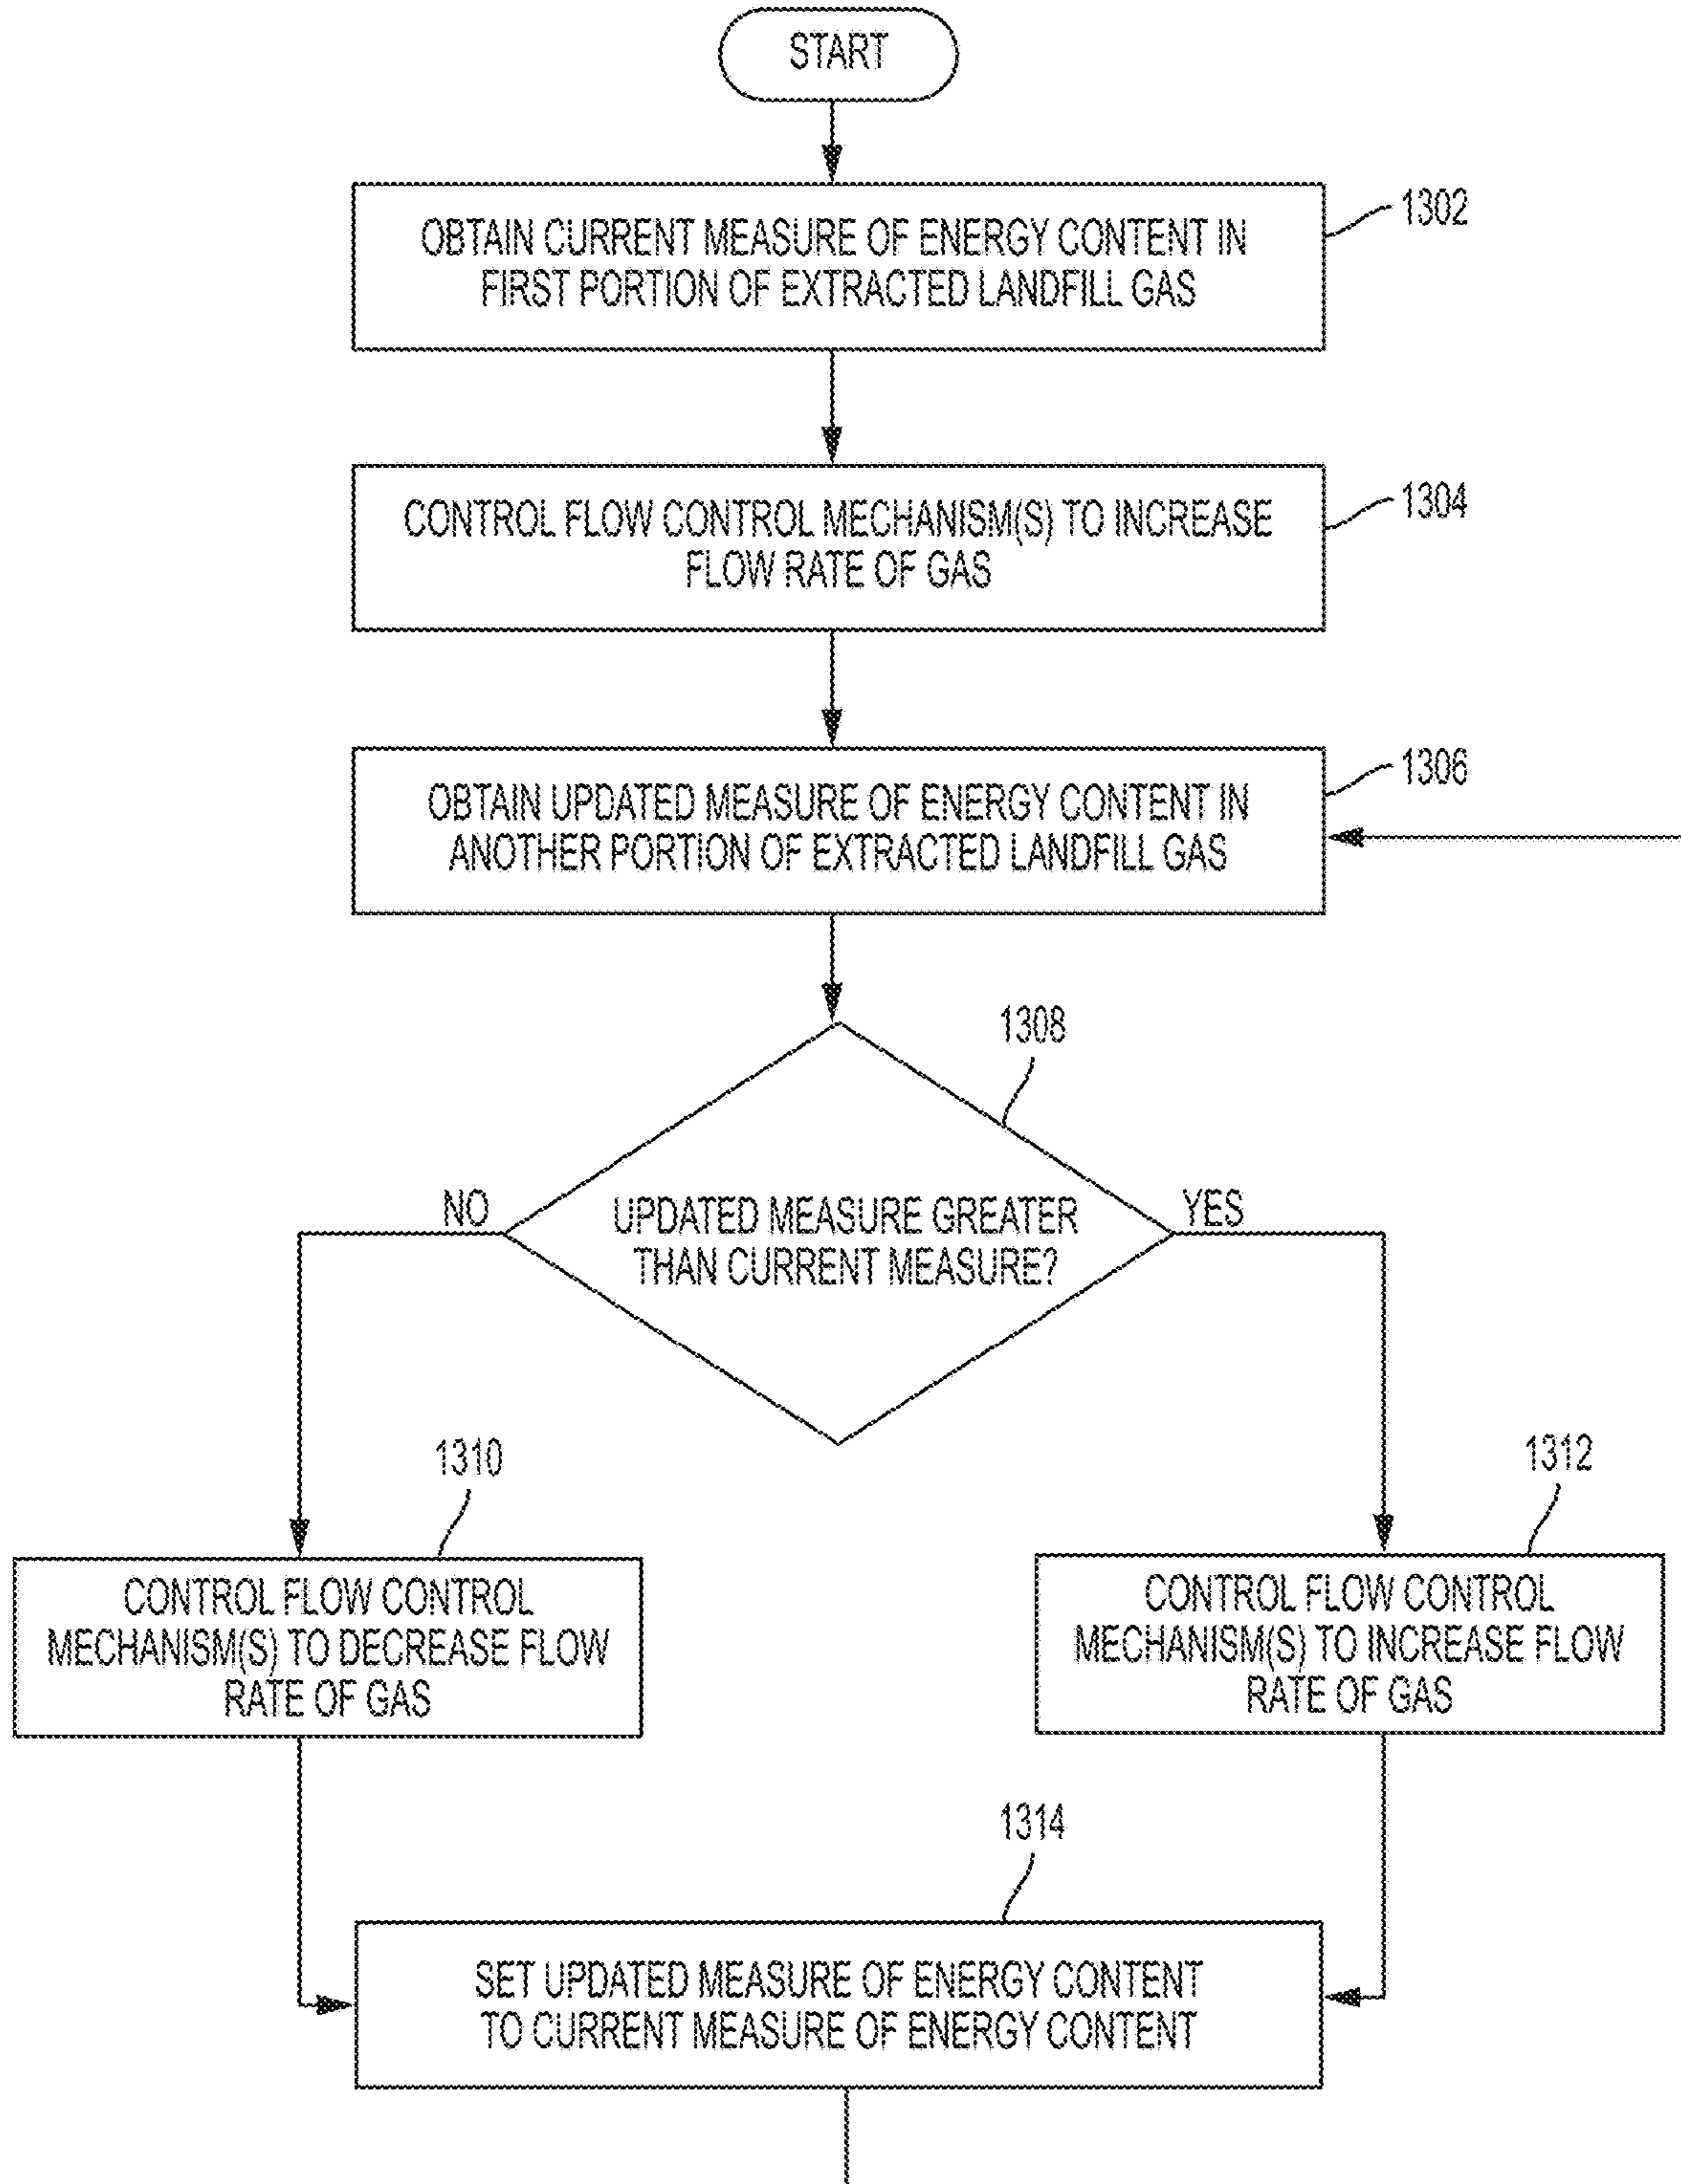 START
1302
OBTAIN CURRENT MEASURE OF ENERGY CONTENT IN
FIRST PORTION OF EXTRACTED LANDFILL GAS
1304
CONTROL FLOW CONTROL MECHANISM(S) TO INCREASE
FLOW RATE OF GAS
1306
OBTAIN UPDATED MEASURE OF ENERGY CONTENT IN
ANOTHER PORTION OF EXTRACTED LANDFILL GAS
1308
NO
YES
UPDATED MEASURE GREATER
THAN CURRENT MEASURE?
1310
CONTROL FLOW CONTROL
MECHANISM(S) TO DECREASE FLOW
RATE OF GAS
1312
CONTROL FLOW CONTROL
MECHANISM(S) TO INCREASE FLOW
RATE OF GAS
1314
SET UPDATED MEASURE OF ENERGY CONTENT
TO CURRENT MEASURE OF ENERGY CONTENT